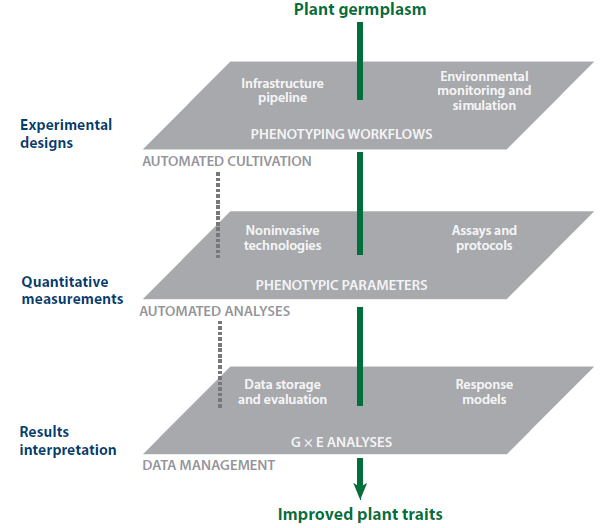 Plant germplasm
Infrastructure
pipeline
Environmental
monitoring and
simulation
PHENOTYPING WORKFLOWS
Experimental
designs
AUTOMATED CULTIVATION
Noninvasive
technologies
Assays and
protocols
PHENOTYPIC PARAMETERS
Quantitative
measurements
AUTOMATED ANALYSES
Data storage
and evaluation
Response
models
G × E ANALYSES
Results
interpretation
DATA MANAGEMENT
Improved plant traits